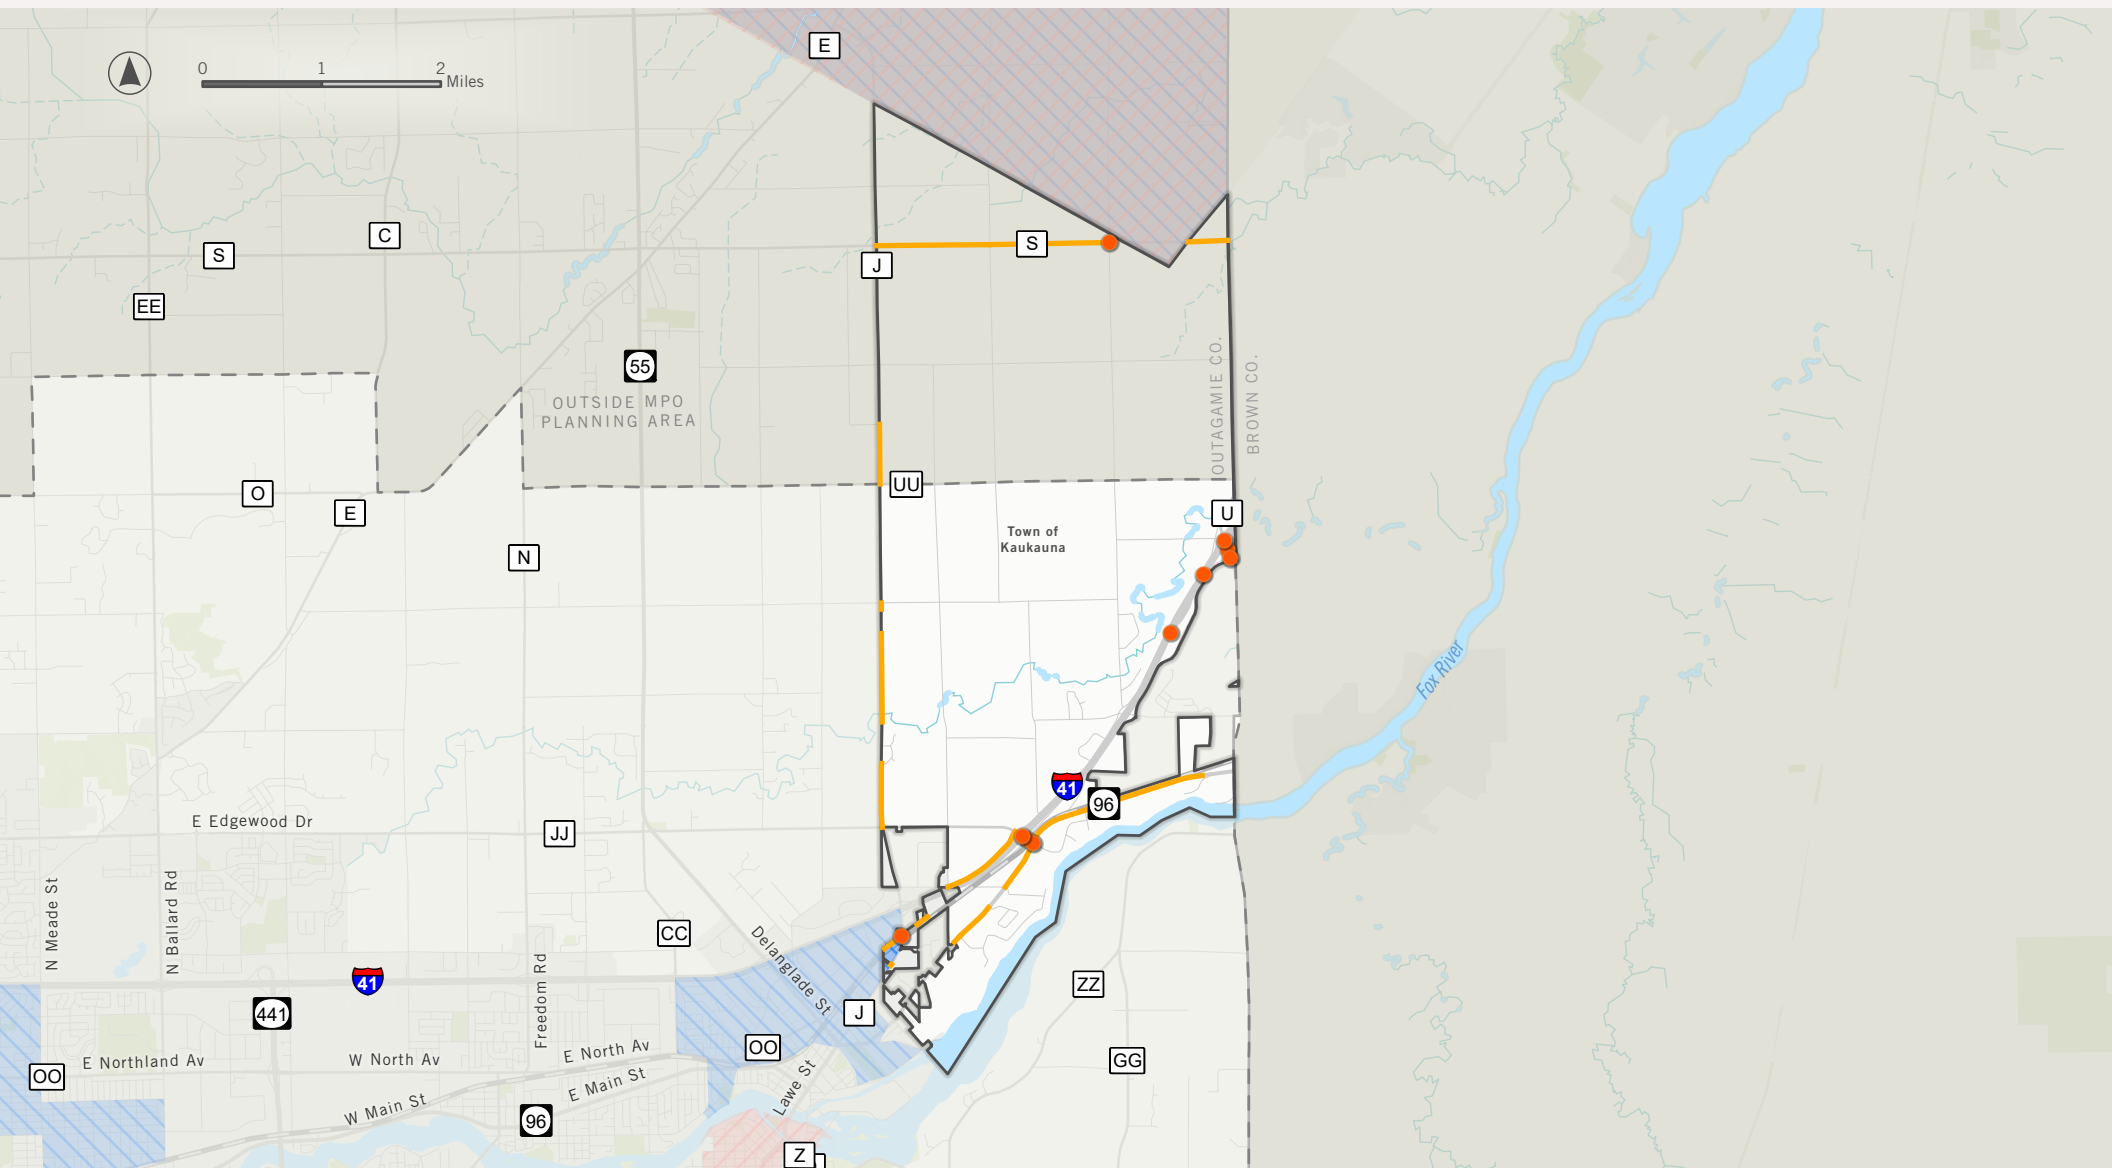 E
0 1 2
Miles
C
S
S
J
EE
55
OUTSIDE MPO
PLANNING AREA
OUTAGAMIE CO.
BROWN CO.
UU
O
E
U
Town of
Kaukauna
N
Fox River
41
96
E Edgewood Dr
JJ
N Meade St
N Ballard Rd
CC
Delanglade St
41
Freedom Rd
441
J
ZZ
OO
E Northland Av
W North Av
E North Av
OO
GG
E Main St
Lawe St
W Main St
96
Z